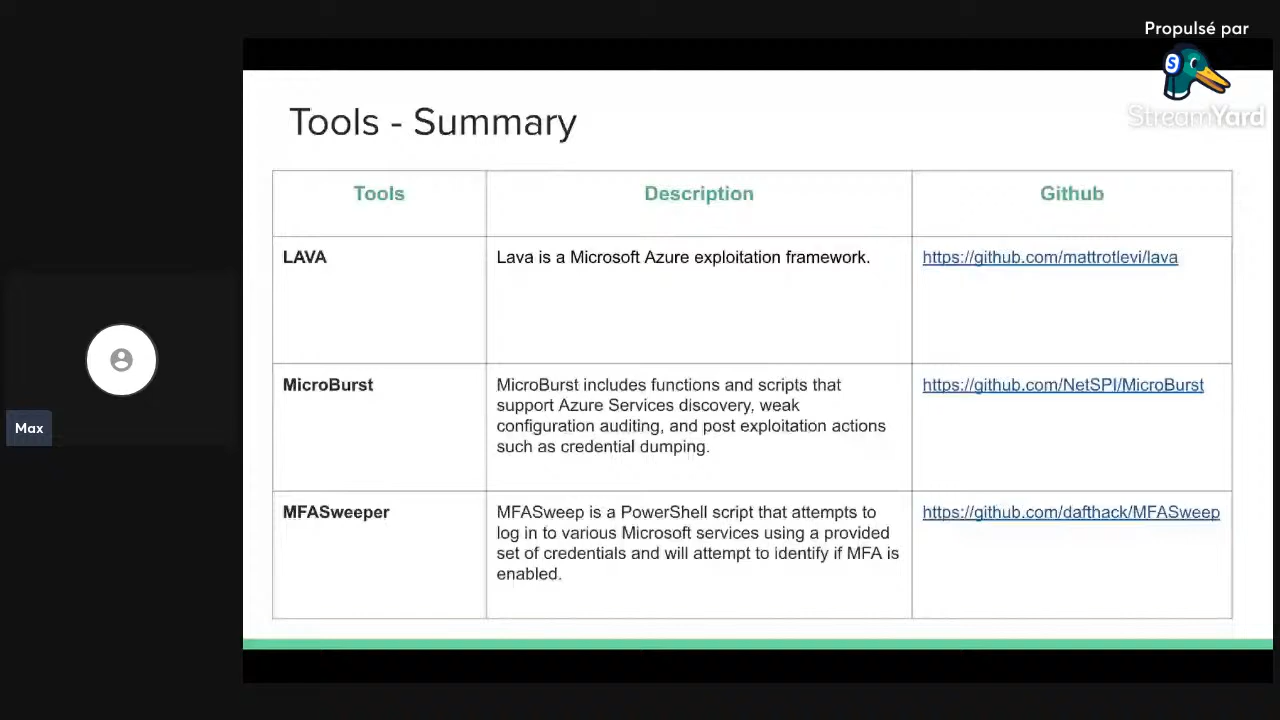 Propulsé par
StreamYard
Tools - Summary
Tools
Description
Github
LAVA
Lava is a Microsoft Azure exploitation framework.
https://github.com/mattrotlevi/lava
MicroBurst
MicroBurst includes functions and scripts that
support Azure Services discovery, weak
configuration auditing, and post exploitation actions
such as credential dumping.
https://github.com/NetSPI/MicroBurst
MFASweeper
MFASweep is a PowerShell script that attempts to
log in to various Microsoft services using a provided
set of credentials and will attempt to identify if MFA is
enabled.
https://github.com/dafthack/MFASweep
Max